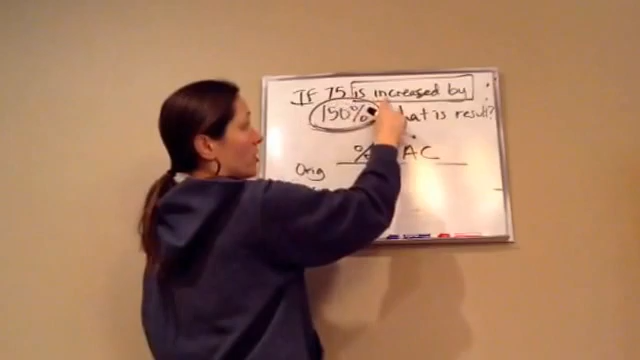 If 75 is increased by
150% what is result?
% AC
Orig